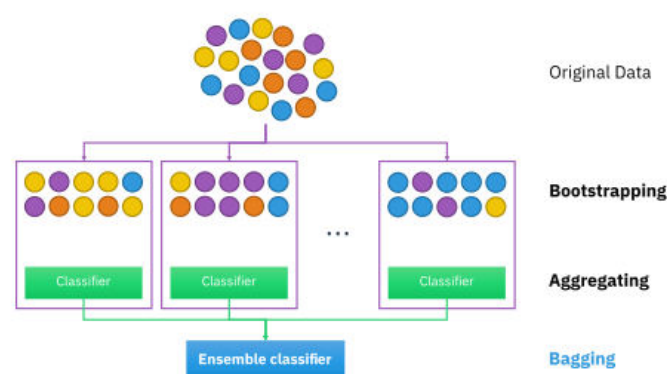 Original Data
Bootstrapping
...
Classifier
Classifier
Classifier
Aggregating
Ensemble classifier
Bagging